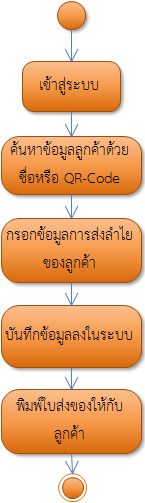 เข้าสู่ระบบ
ค้นหาข้อมูลลูกค้าด้วย
ชื่อหรือ QR-Code
กรอกข้อมูลการส่งลำไย
ของลูกค้า
บันทึกข้อมูลลงในระบบ
พิมพ์ใบส่งของให้กับ
ลูกค้า